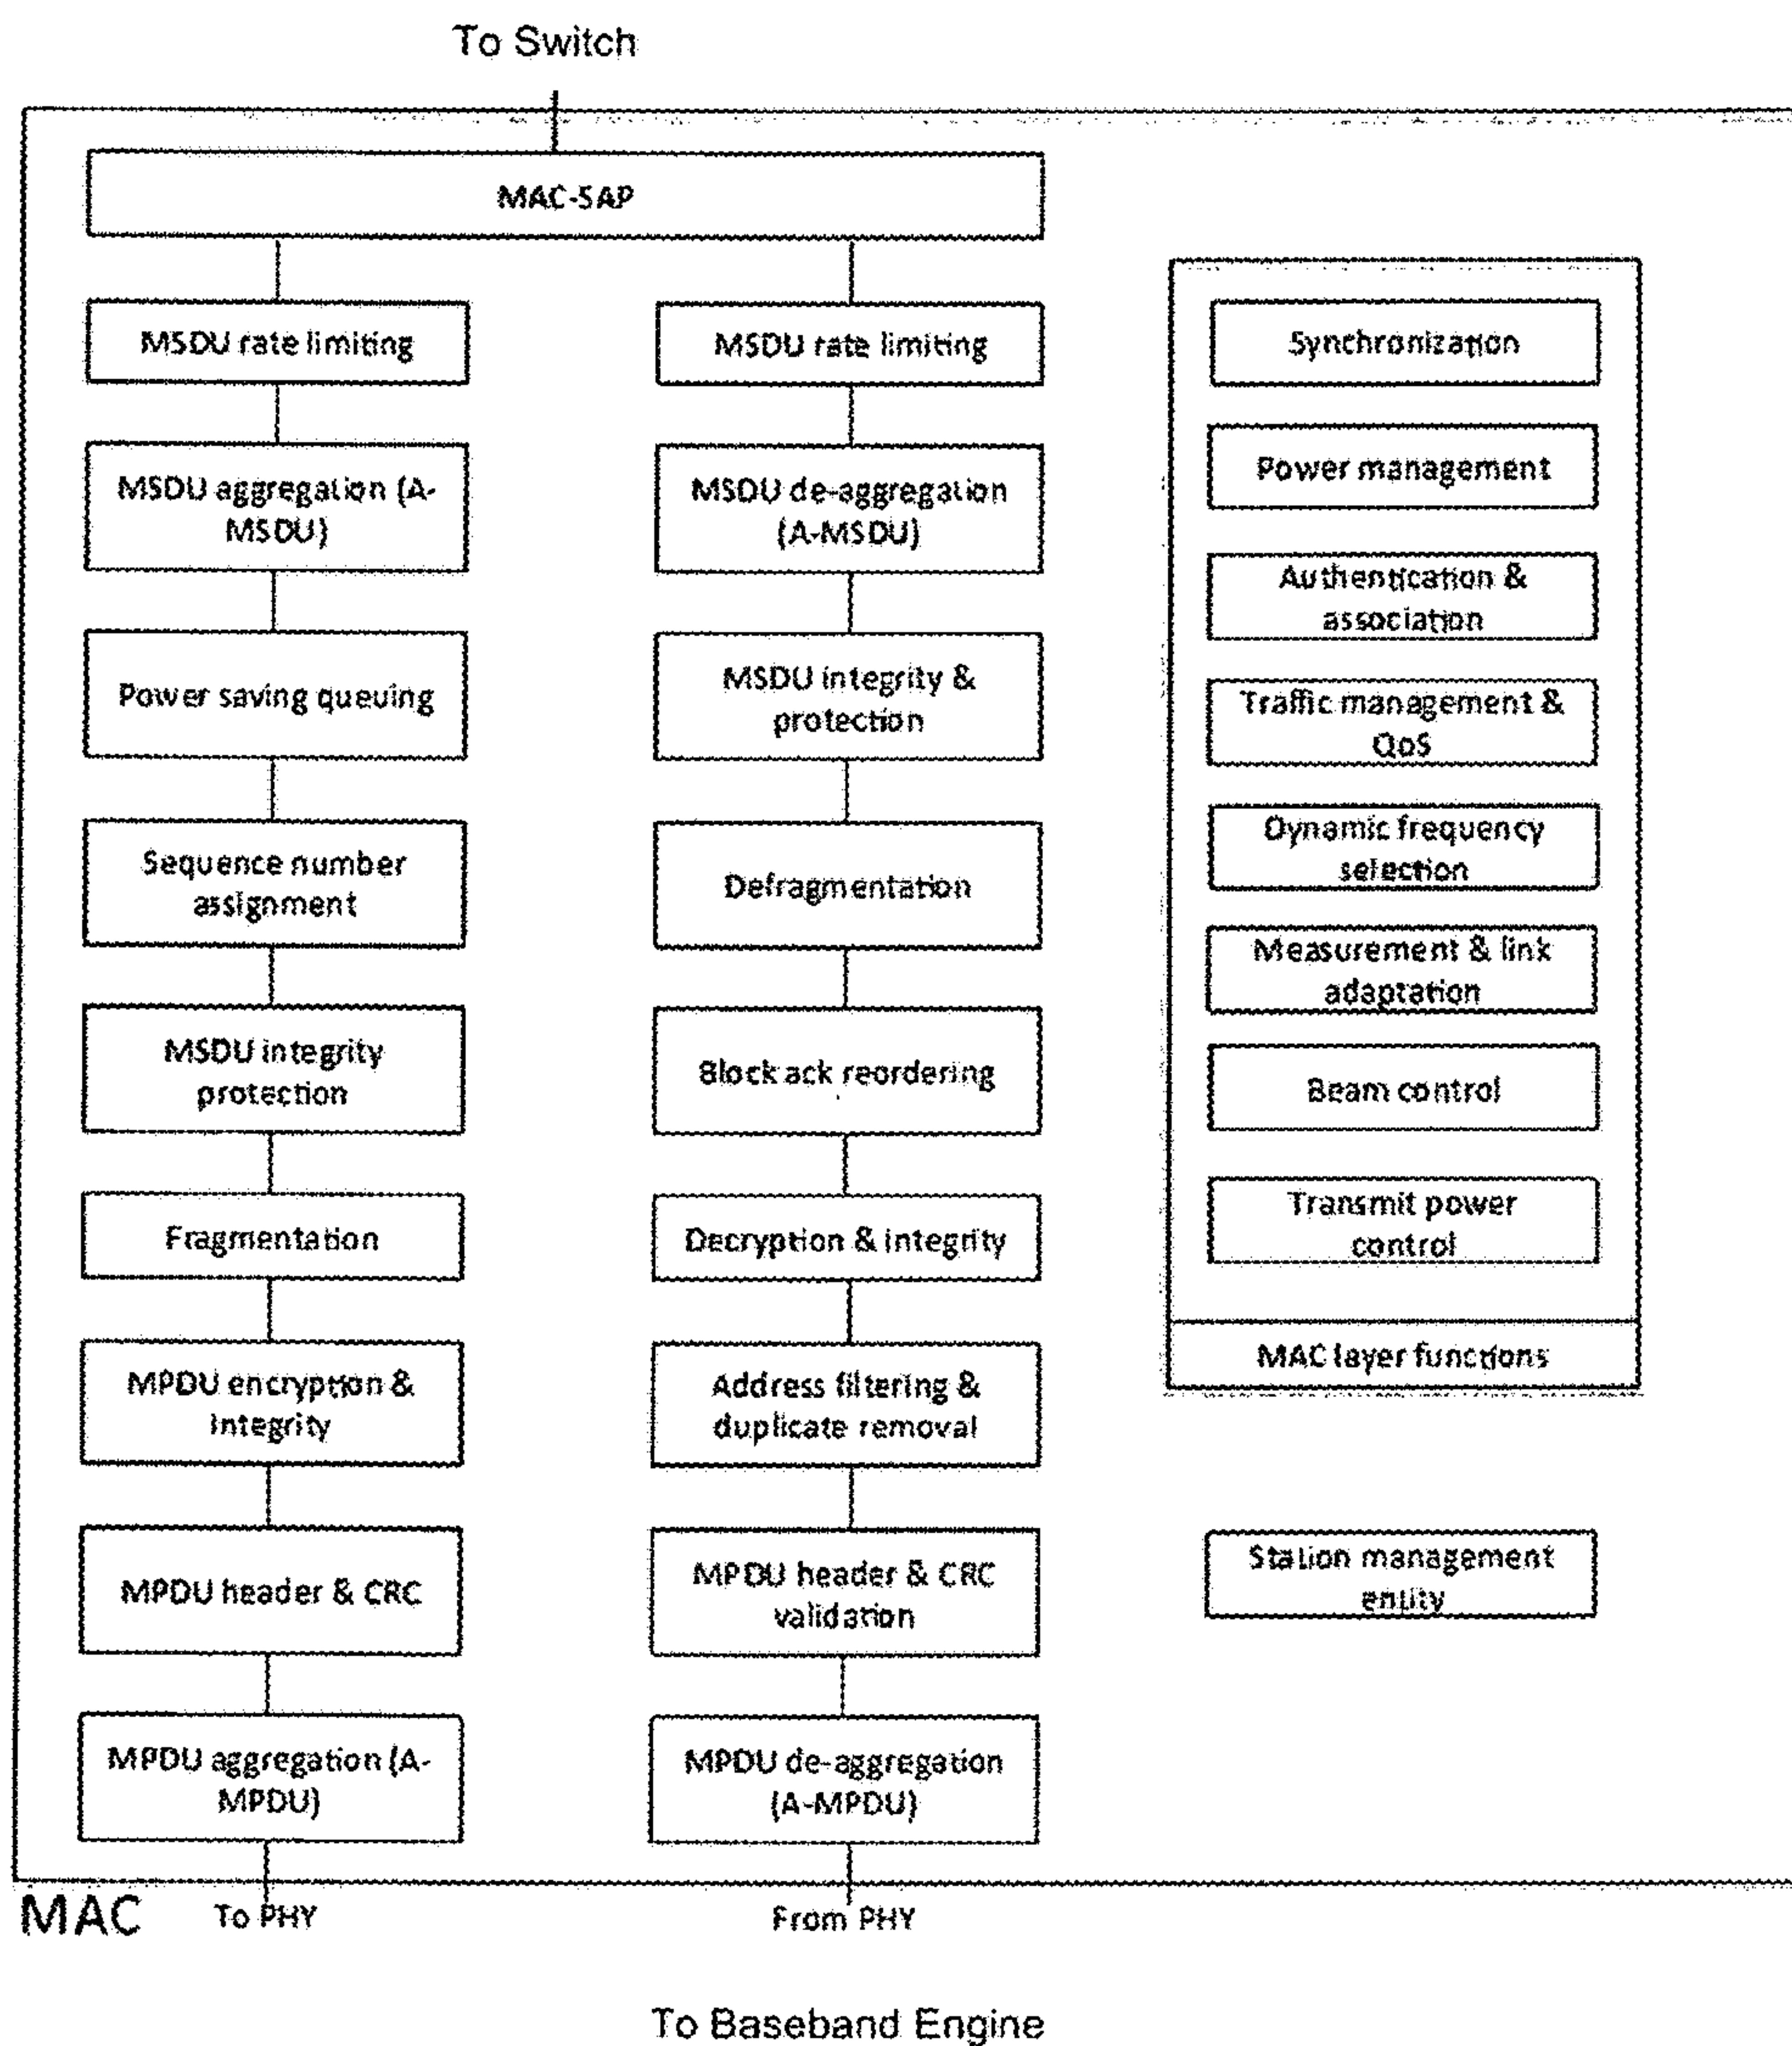 To Switch
MAC-SAP
MSDU rate limiting
MSDU aggregation (A-
MSDU)
Power saving queuing
Sequence number
assignment
MSDU integrity
protection
Fragmentation
MPDU encryption &
integrity
MPDU header & CRC
MPDU aggregation (A-
MPDU)
MSDU rate limiting
MSDU de-aggregation
(A-MSDU)
MSDU integrity &
protection
Defragmentation
Block ack reordering
Decryption & integrity
Address filtering &
duplicate removal
MPDU header & CRC
validation
MPDU de-aggregation
(A-MPDU)
Synchronization
Power management
Authentication &
association
Traffic management &
QoS
Dynamic frequency
selection
Measurement & link
adaptation
Beam control
Transmit power
control
MAC layer functions
Station management
entity
MAC
To PHY
From PHY
To Baseband Engine